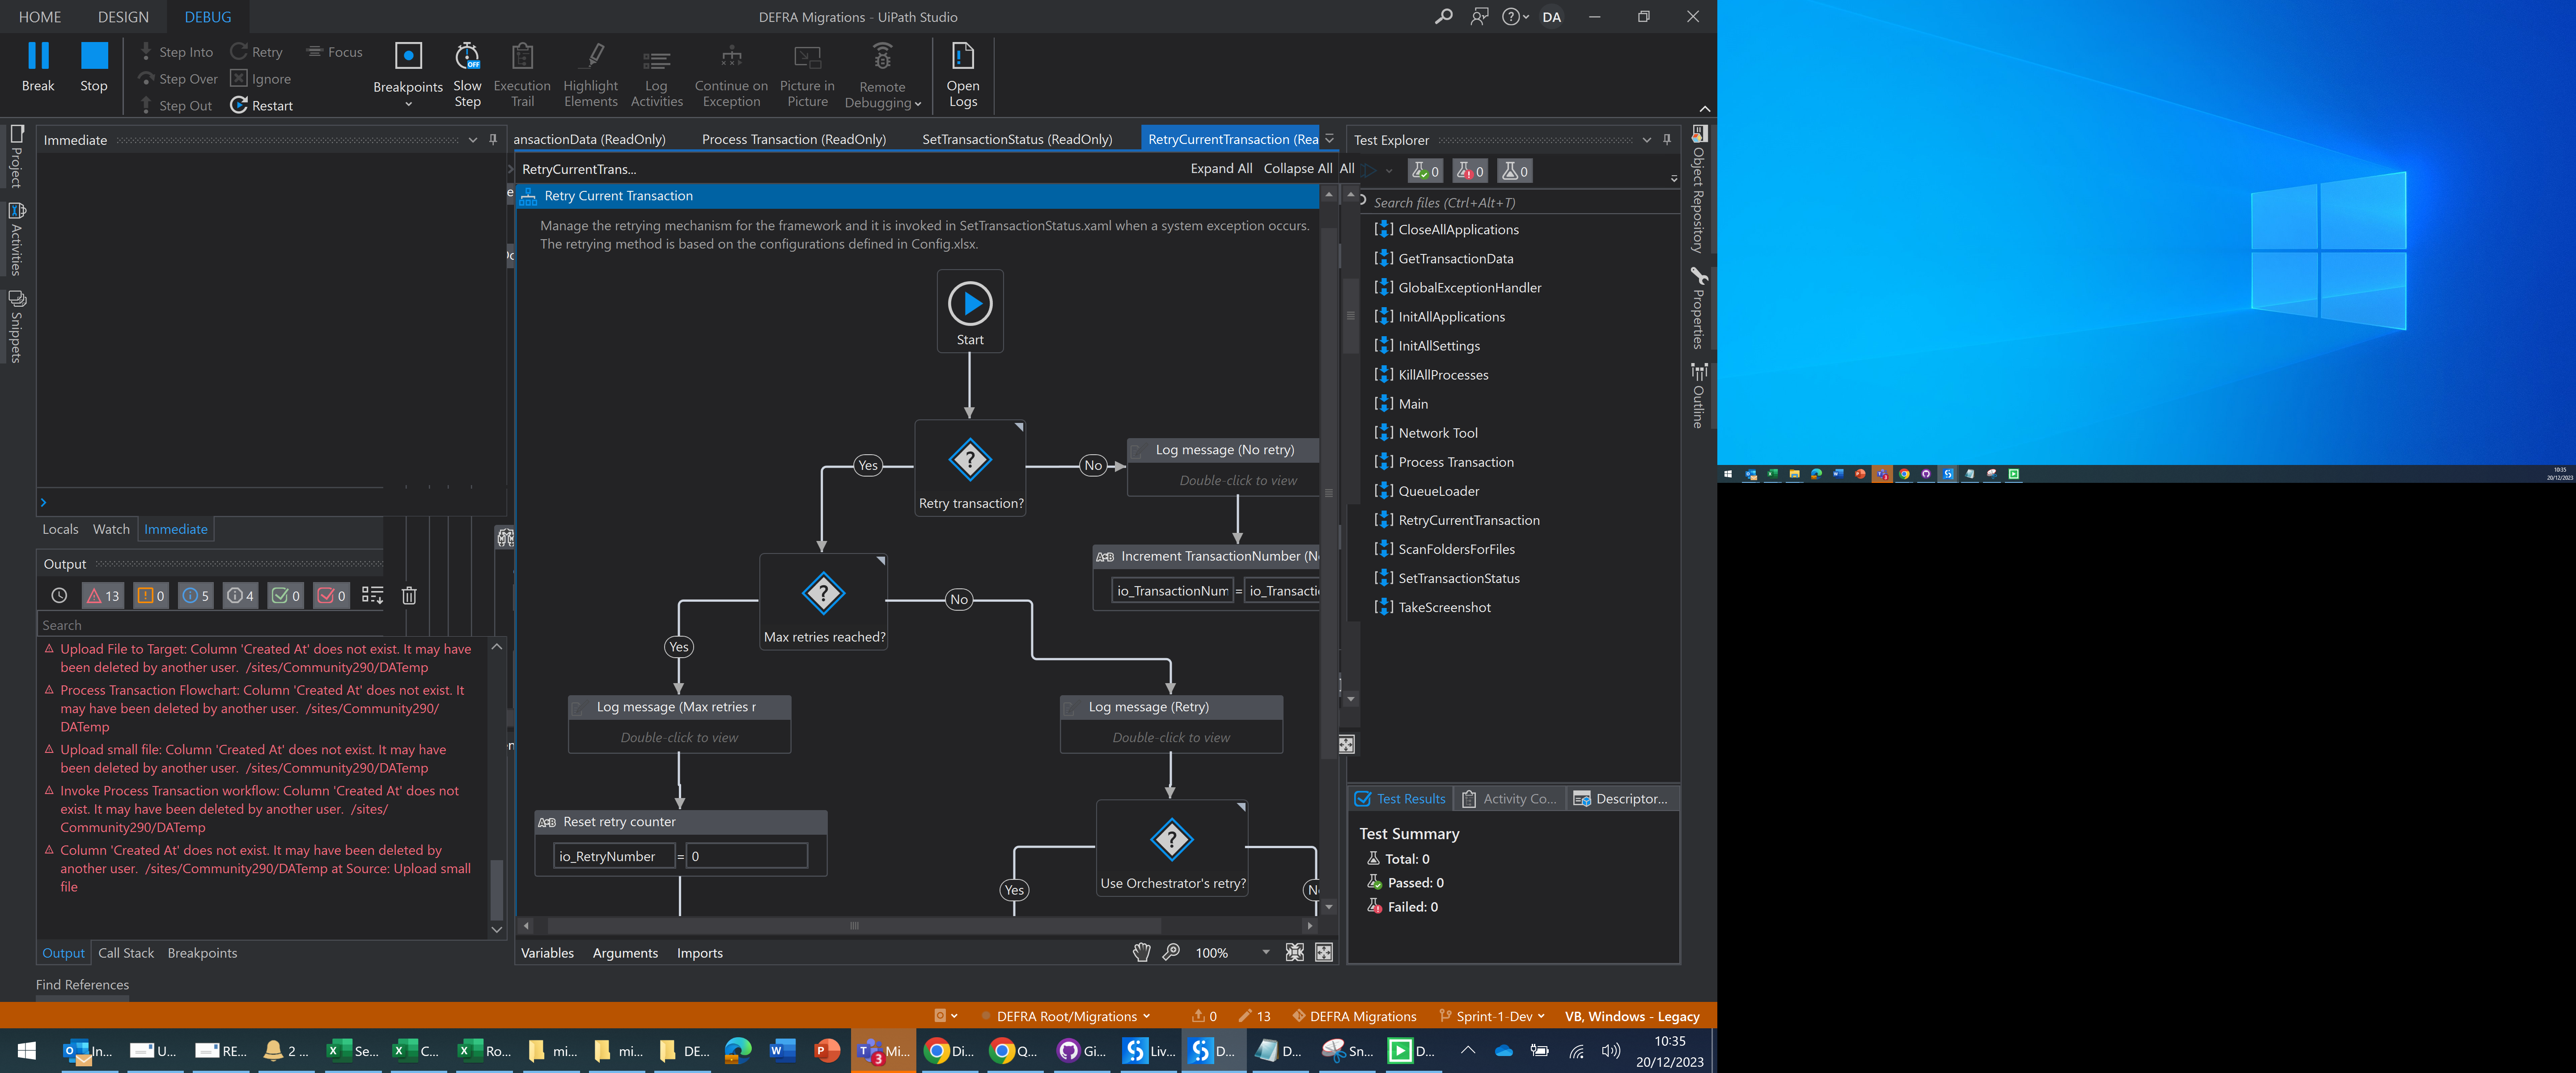 HOME DESIGN DEBUG
DEFRA Migrations - UiPath Studio
DA
Break
Stop
Step Into
Step Over
Step Out
Retry
Ignore
Restart
Focus
Breakpoints
Slow Step
OFF
Execution Trail
Highlight Elements
Log Activities
Continue on Exception
Picture in Picture
Remote Debugging
Open Logs
Project
Activities
Snippets
Immediate
Locals Watch Immediate
Output
13 0 5 4 0 0
Search
Upload File to Target: Column 'Created At' does not exist. It may have
been deleted by another user. /sites/Community290/DATemp
Process Transaction Flowchart: Column 'Created At' does not exist. It
may have been deleted by another user. /sites/Community290/
DATemp
Upload small file: Column 'Created At' does not exist. It may have
been deleted by another user. /sites/Community290/DATemp
Invoke Process Transaction workflow: Column 'Created At' does not
exist. It may have been deleted by another user. /sites/
Community290/DATemp
Column 'Created At' does not exist. It may have been deleted by
another user. /sites/Community290/DATemp at Source: Upload small
file
Output Call Stack Breakpoints
Find References
ansactionData (ReadOnly) Process Transaction (ReadOnly) SetTransactionStatus (ReadOnly) RetryCurrentTransaction (Rea
RetryCurrentTrans...
Expand All Collapse All All
Retry Current Transaction
Manage the retrying mechanism for the framework and it is invoked in SetTransactionStatus.xaml when a system exception occurs.
The retrying method is based on the configurations defined in Config.xlsx.
Start
Retry transaction?
Yes
No
Log message (No retry)
Double-click to view
Increment TransactionNumber (N
io_TransactionNum = io_Transacti
Max retries reached?
Yes
No
Log message (Max retries r
Double-click to view
Log message (Retry)
Double-click to view
Reset retry counter
io_RetryNumber = 0
Use Orchestrator's retry?
Yes
N
Variables Arguments Imports
100%
Test Explorer
0 0 0
Search files (Ctrl+Alt+T)
CloseAllApplications
GetTransactionData
GlobalExceptionHandler
InitAllApplications
InitAllSettings
KillAllProcesses
Main
Network Tool
Process Transaction
QueueLoader
RetryCurrentTransaction
ScanFoldersForFiles
SetTransactionStatus
TakeScreenshot
Test Results Activity Co... Descriptor...
Test Summary
Total: 0
Passed: 0
Failed: 0
Object Repository
Properties
Outline
DEFRA Root/Migrations 0 13 DEFRA Migrations Sprint-1-Dev VB, Windows - Legacy
In... U... RE... 2 ... Se... C... Ro... mi... mi... DE... Mi... Di... Q... Gi... Liv... D... D... Sn... D...
10:35
20/12/2023
10:35
20/12/2023